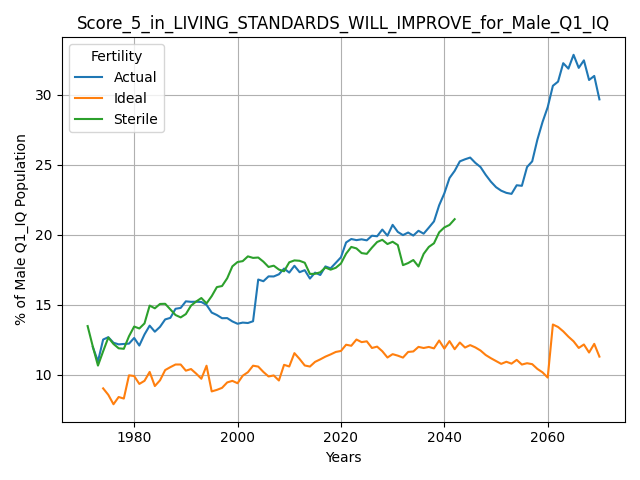 Score_5_in_LIVING_STANDARDS_WILL_IMPROVE_for_Male_Q1_IQ
Fertility
Actual
Ideal
Sterile
% of Male Q1_IQ Population
30
25
20
15
10
1980
2000
2020
2040
2060
Years